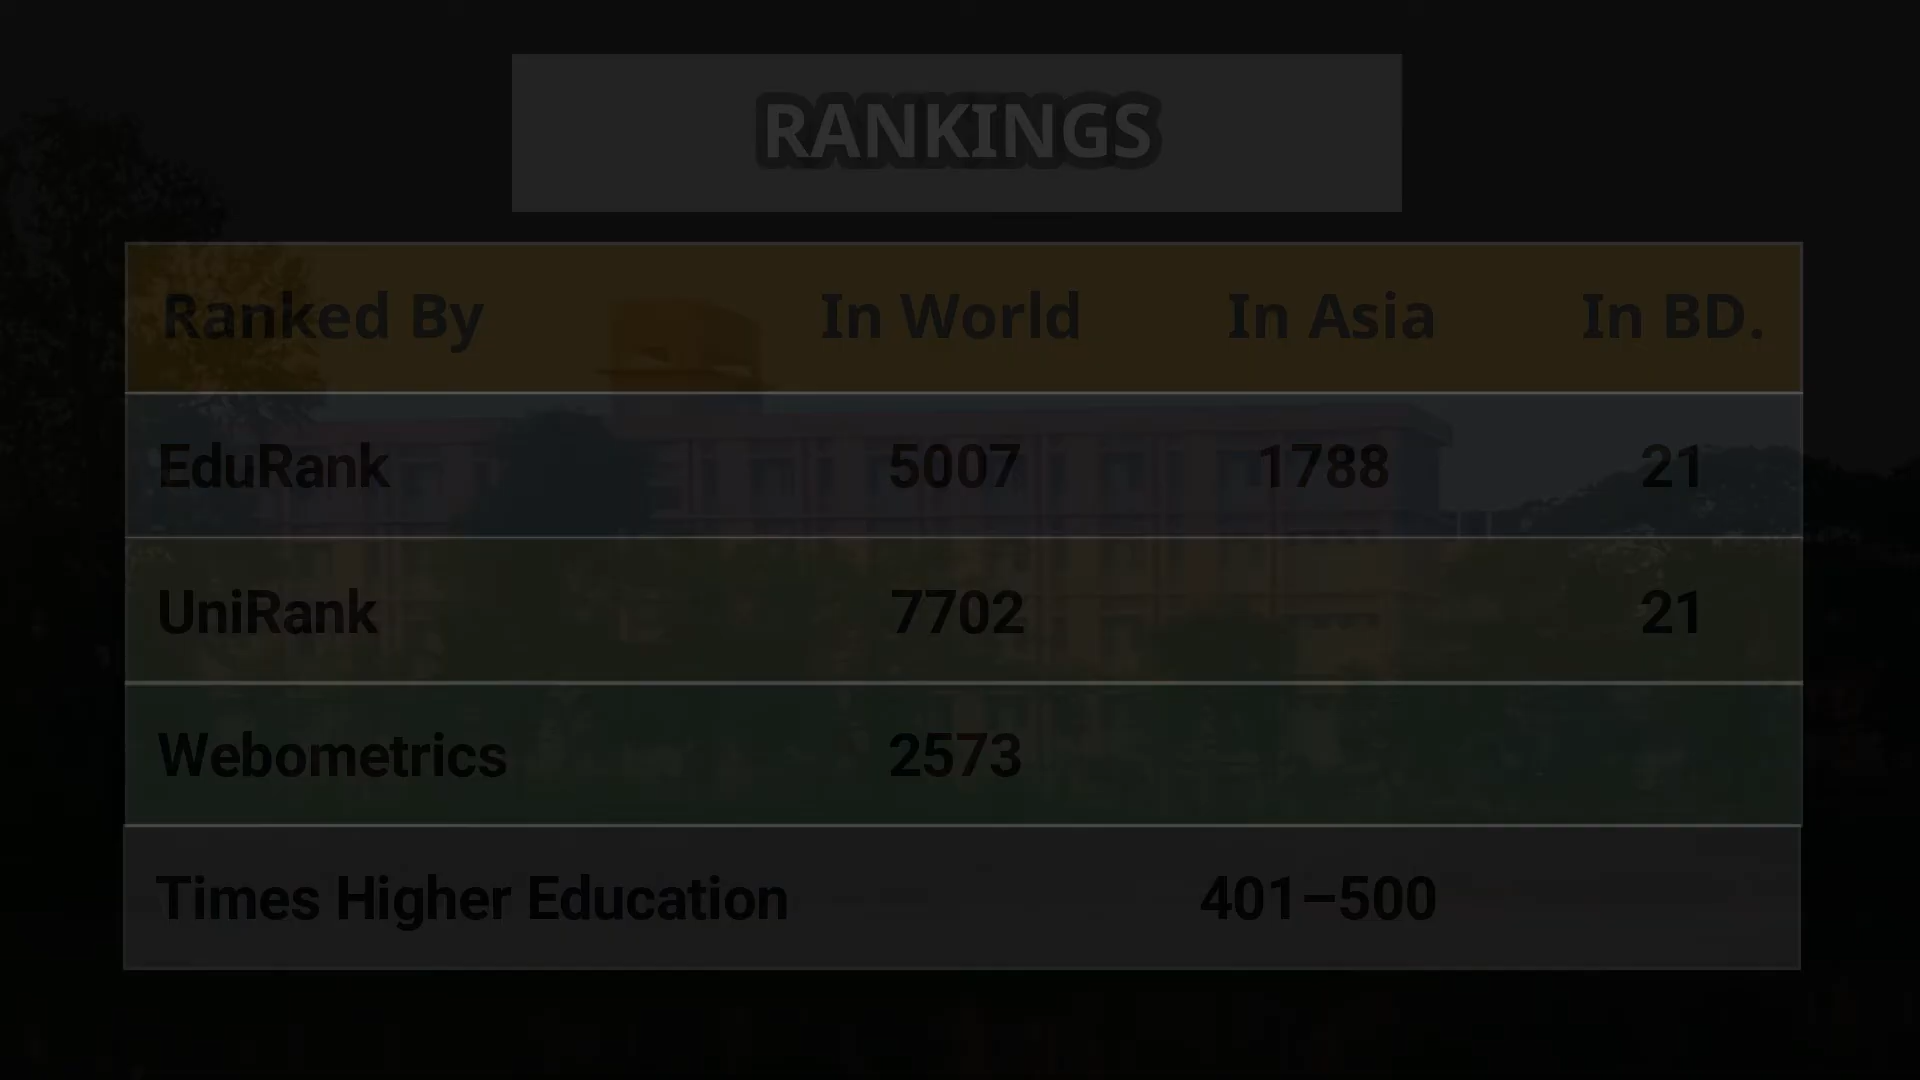 RANKINGS
Ranked By In World In Asia In BD.
EduRank 5007 1788 21
UniRank 7702 21
Webometrics 2573
Times Higher Education 401–500